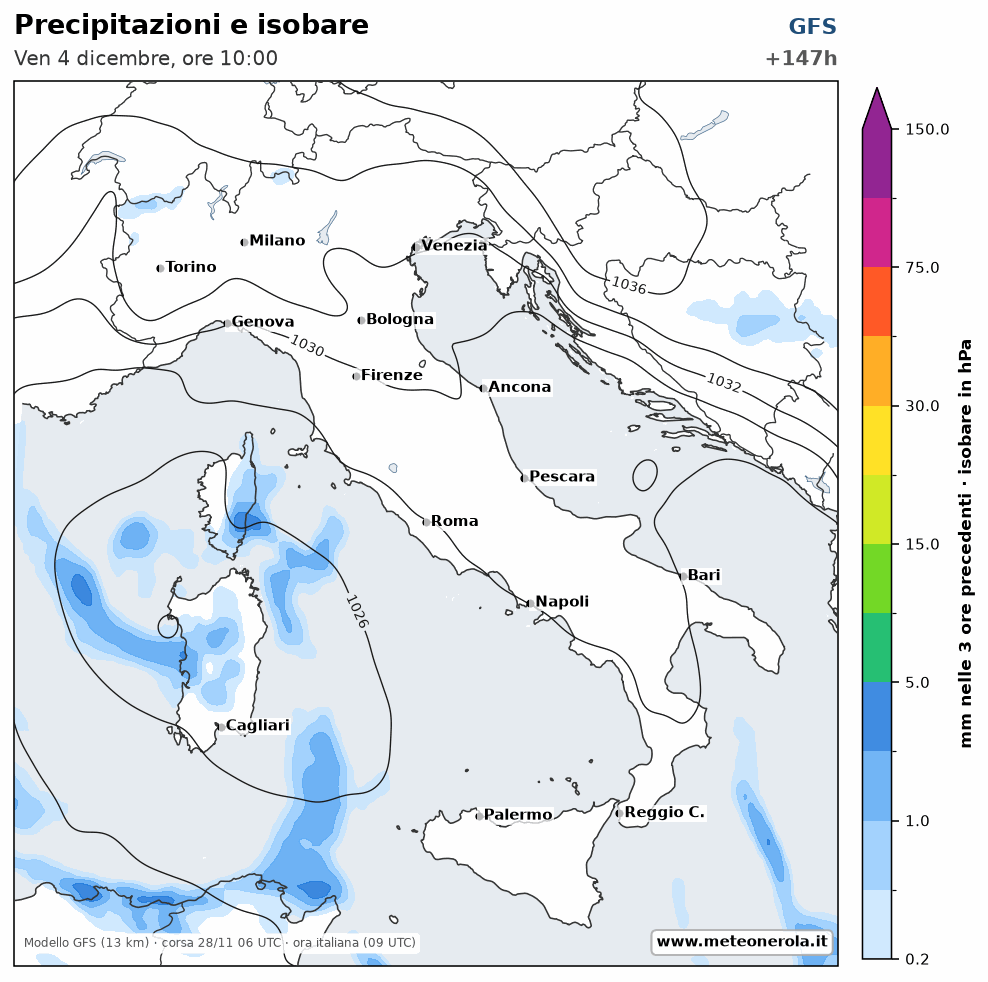 Precipitazioni e isobare
GFS
Ven 4 dicembre, ore 10:00
+147h
150.0
Venezia
Milano
Torino
75.0
1036
Bologna
Genova
1030
Firenze
1032
Ancona
30.0
Pescara
Roma
15.0
Bari
Napoli
1026
5.0
Cagliari
Reggio C.
Palermo
1.0
mm nelle 3 ore precedenti · isobare in hPa
Modello GFS (13 km) · corsa 28/11 06 UTC · ora italiana (09 UTC)
www.meteonerola.it
0.2